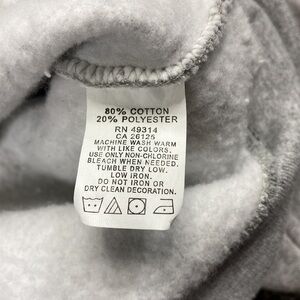 80% COTTON
20% POLYESTER
RN 49314
CA 26125
MACHINE WASH WARM
WITH LIKE COLORS.
USE ONLY NON-CHLORINE
BLEACH WHEN NEEDED.
TUMBLE DRY LOW.
LOW IRON.
DO NOT IRON OR
DRY CLEAN DECORATION.